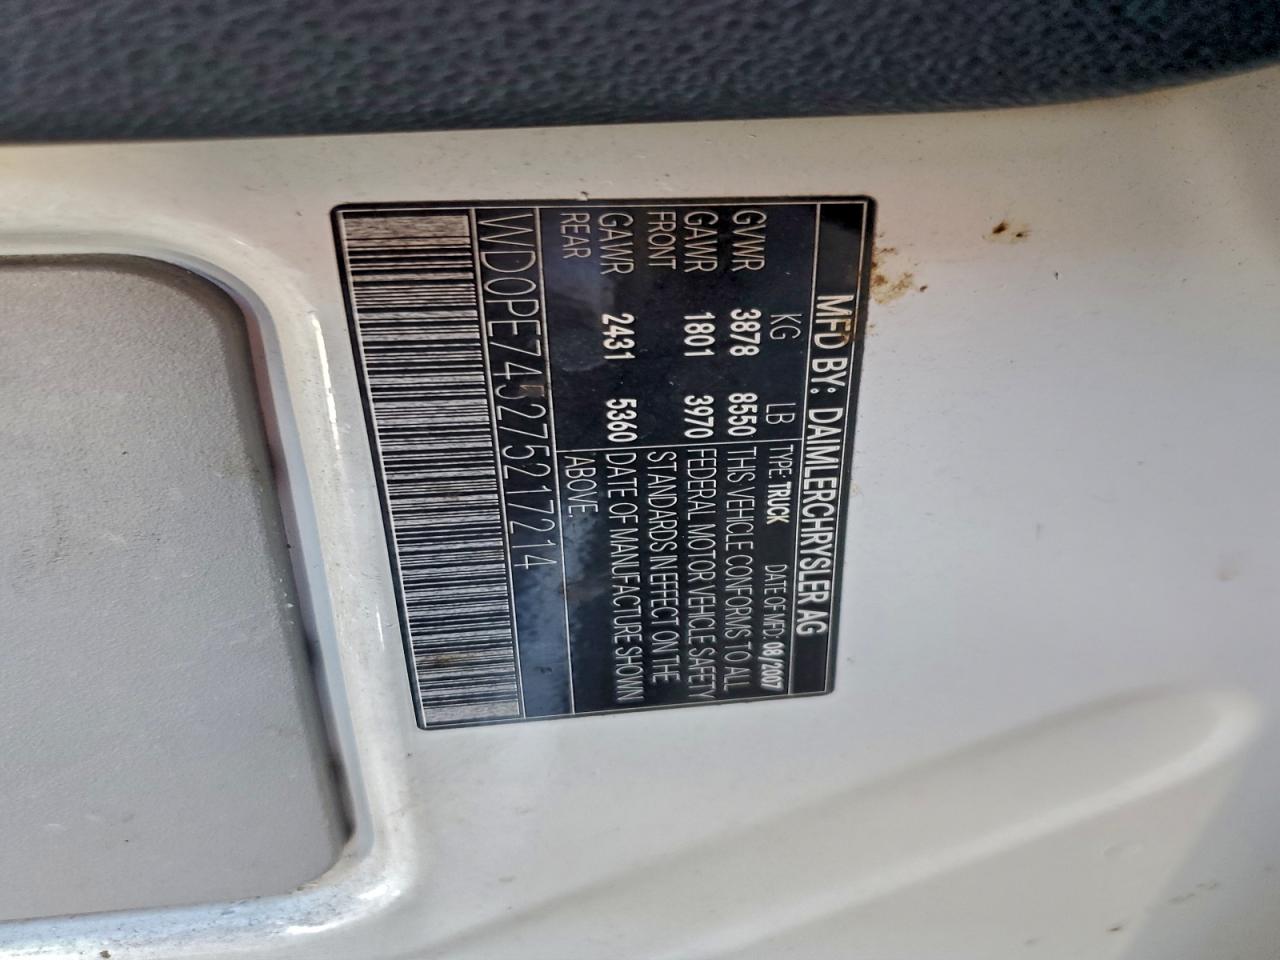 MFD BY: DAIMLERCHRYSLER AG
KG LB TYPE: TRUCK DATE OF MFD: 08/2007
GVWR 3878 8550 THIS VEHICLE CONFORMS TO ALL
GAWR 1801 3970 FEDERAL MOTOR VEHICLE SAFETY
FRONT STANDARDS IN EFFECT ON THE
GAWR 2431 5360 DATE OF MANUFACTURE SHOWN
REAR ABOVE.
WD0PE745275217214